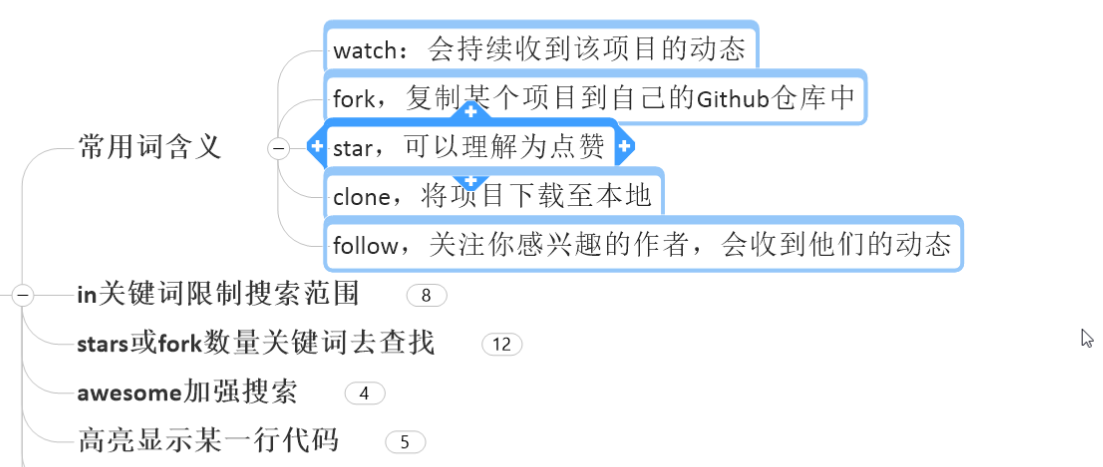 watch：会持续收到该项目的动态
fork，复制某个项目到自己的Github仓库中
常用词含义
star，可以理解为点赞
clone，将项目下载至本地
follow，关注你感兴趣的作者，会收到他们的动态
in关键词限制搜索范围 8
stars或fork数量关键词去查找 12
awesome加强搜索 4
高亮显示某一行代码 5